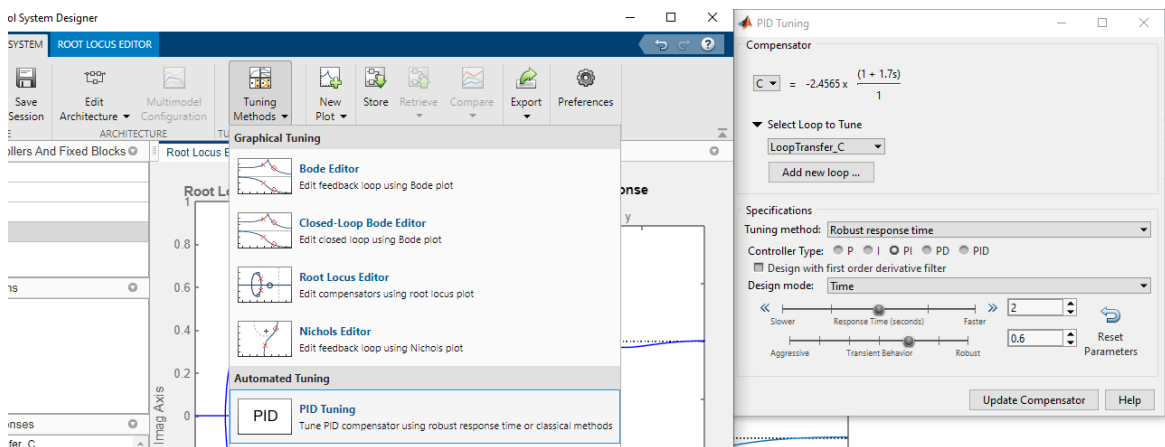 ol System Designer
SYSTEM ROOT LOCUS EDITOR
Save Session
Edit Architecture
Multimodel Configuration
Tuning Methods
New Plot
Store
Retrieve
Compare
Export
Preferences
ARCHITECTURE
TU
ollers And Fixed Blocks
Root Locus E
Root Lo
onse
y
1
0.8
0.6
0.4
0.2
0
Imag Axis
ns
onses
fer_C
Graphical Tuning
Bode Editor
Edit feedback loop using Bode plot
Closed-Loop Bode Editor
Edit closed loop using Bode plot
Root Locus Editor
Edit compensators using root locus plot
Nichols Editor
Edit feedback loop using Nichols plot
Automated Tuning
PID
PID Tuning
Tune PID compensator using robust response time or classical methods
PID Tuning
Compensator
C = -2.4565 x (1 + 1.7s)
1
Select Loop to Tune
LoopTransfer_C
Add new loop ...
Specifications
Tuning method: Robust response time
Controller Type: P I PI PD PID
Design with first order derivative filter
Design mode: Time
2
Slower Response Time (seconds) Faster
0.6
Aggressive Transient Behavior Robust
Reset Parameters
Update Compensator Help